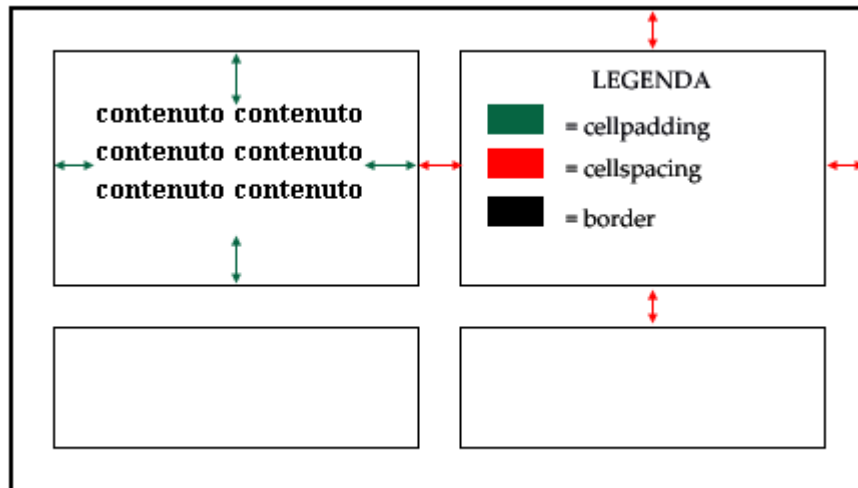 contenuto contenuto
contenuto contenuto
contenuto contenuto
LEGENDA
= cellpadding
= cellspacing
= border